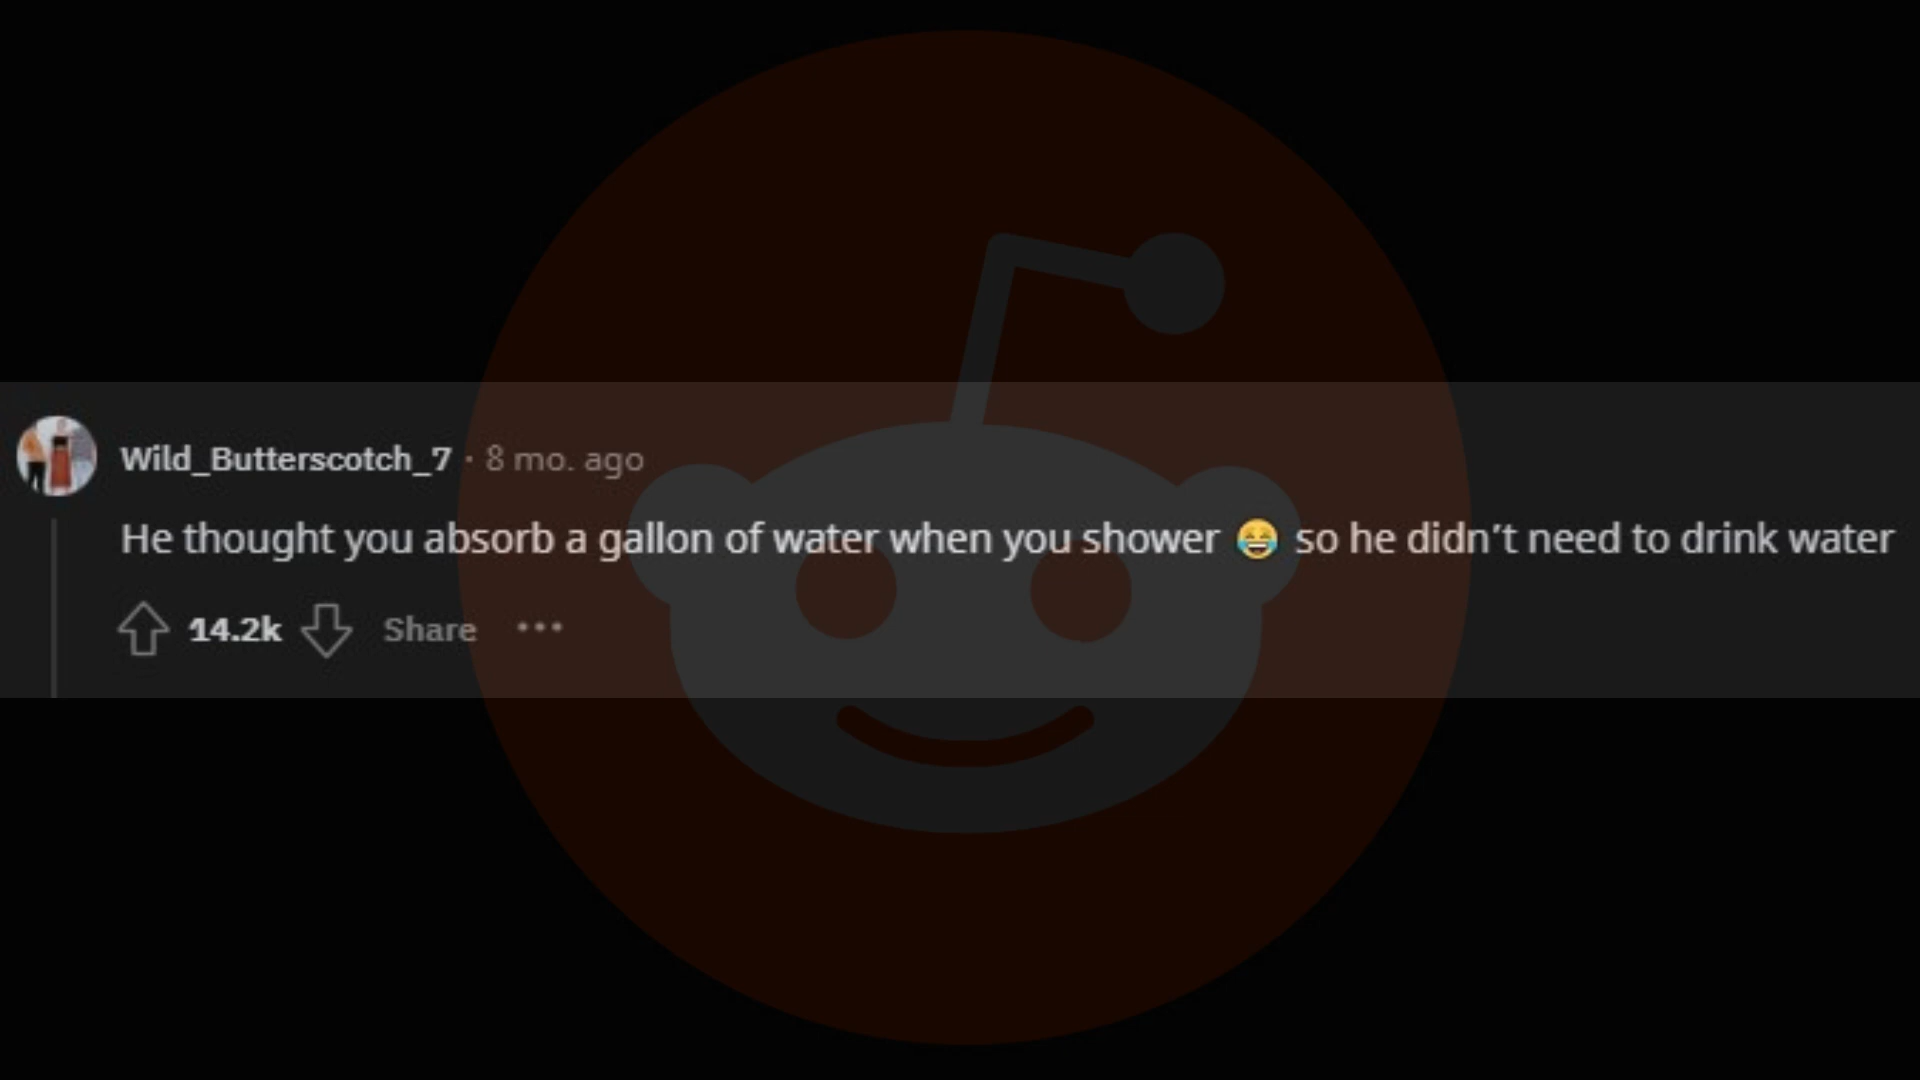 Wild_Butterscotch_7 · 8 mo. ago
He thought you absorb a gallon of water when you shower 😂 so he didn’t need to drink water
14.2k Share ···